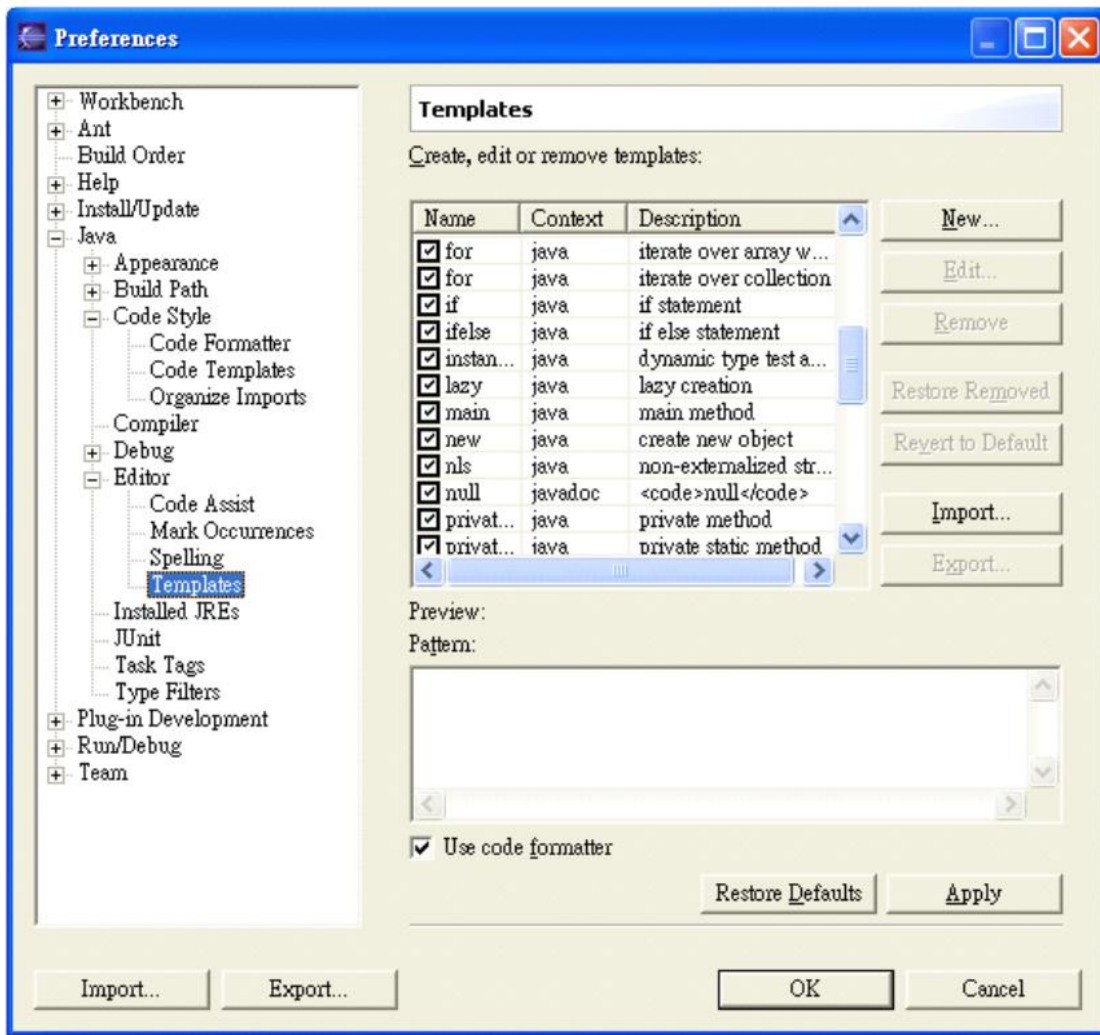 Preferences
Workbench
Ant
Build Order
Help
Install/Update
Java
Appearance
Build Path
Code Style
Code Formatter
Code Templates
Organize Imports
Compiler
Debug
Editor
Code Assist
Mark Occurrences
Spelling
Templates
Installed JREs
JUnit
Task Tags
Type Filters
Plug-in Development
Run/Debug
Team
Templates
Create, edit or remove templates:
Name Context Description
for java iterate over array w...
for java iterate over collection
if java if statement
ifelse java if else statement
instan... java dynamic type test a...
lazy java lazy creation
main java main method
new java create new object
nls java non-externalized str...
null javadoc <code>null</code>
privat... java private method
privat... java private static method
New...
Edit...
Remove
Restore Removed
Revert to Default
Import...
Export...
Preview:
Pattern:
Use code formatter
Restore Defaults Apply
Import... Export... OK Cancel